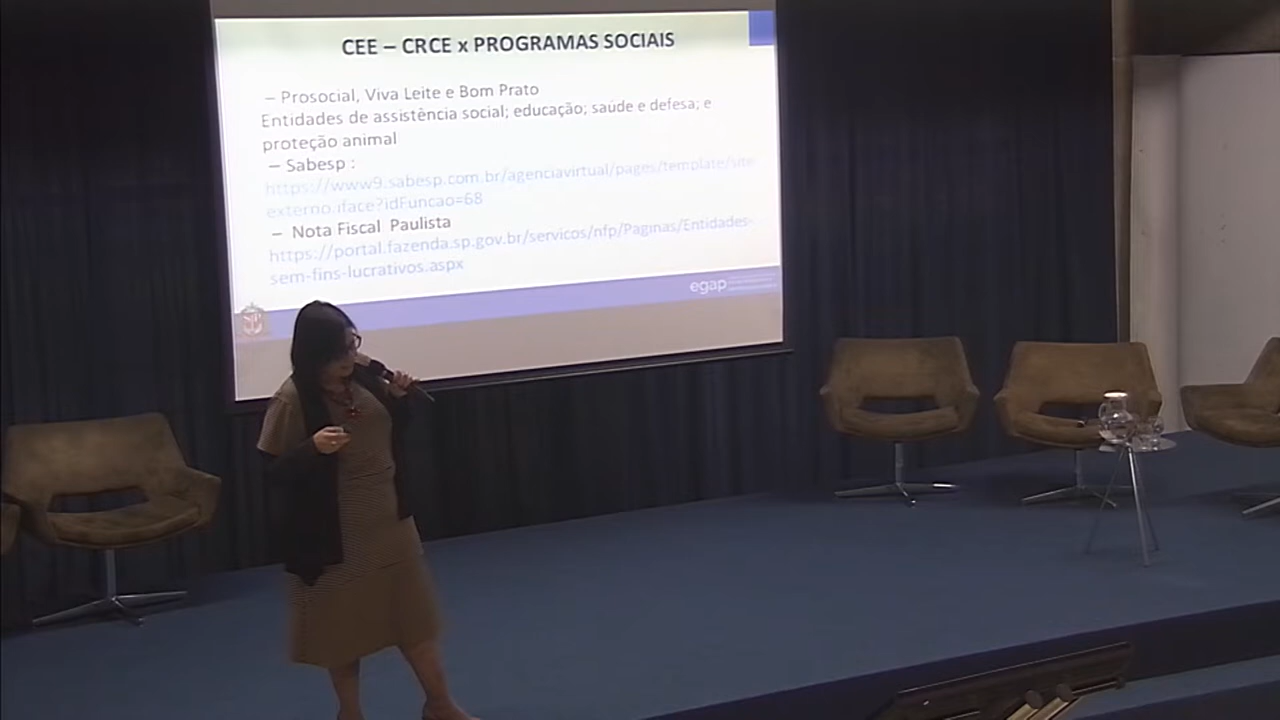 CEE – CRCE x PROGRAMAS SOCIAIS
– Prosocial, Viva Leite e Bom Prato
Entidades de assistência social; educação; saúde e defesa; e
proteção animal
– Sabesp :
https://www9.sabesp.com.br/agenciavirtual/pages/template/site
externo.iface?idFuncao=68
– Nota Fiscal Paulista
https://portal.fazenda.sp.gov.br/servicos/nfp/Paginas/Entidades-
sem-fins-lucrativos.aspx
egap